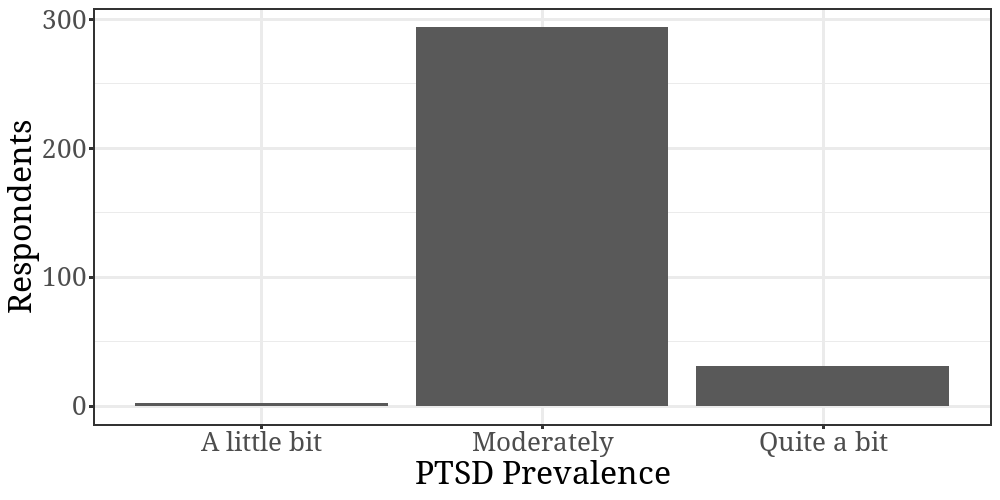 300
200
100
0
Respondents
A little bit
Moderately
Quite a bit
PTSD Prevalence